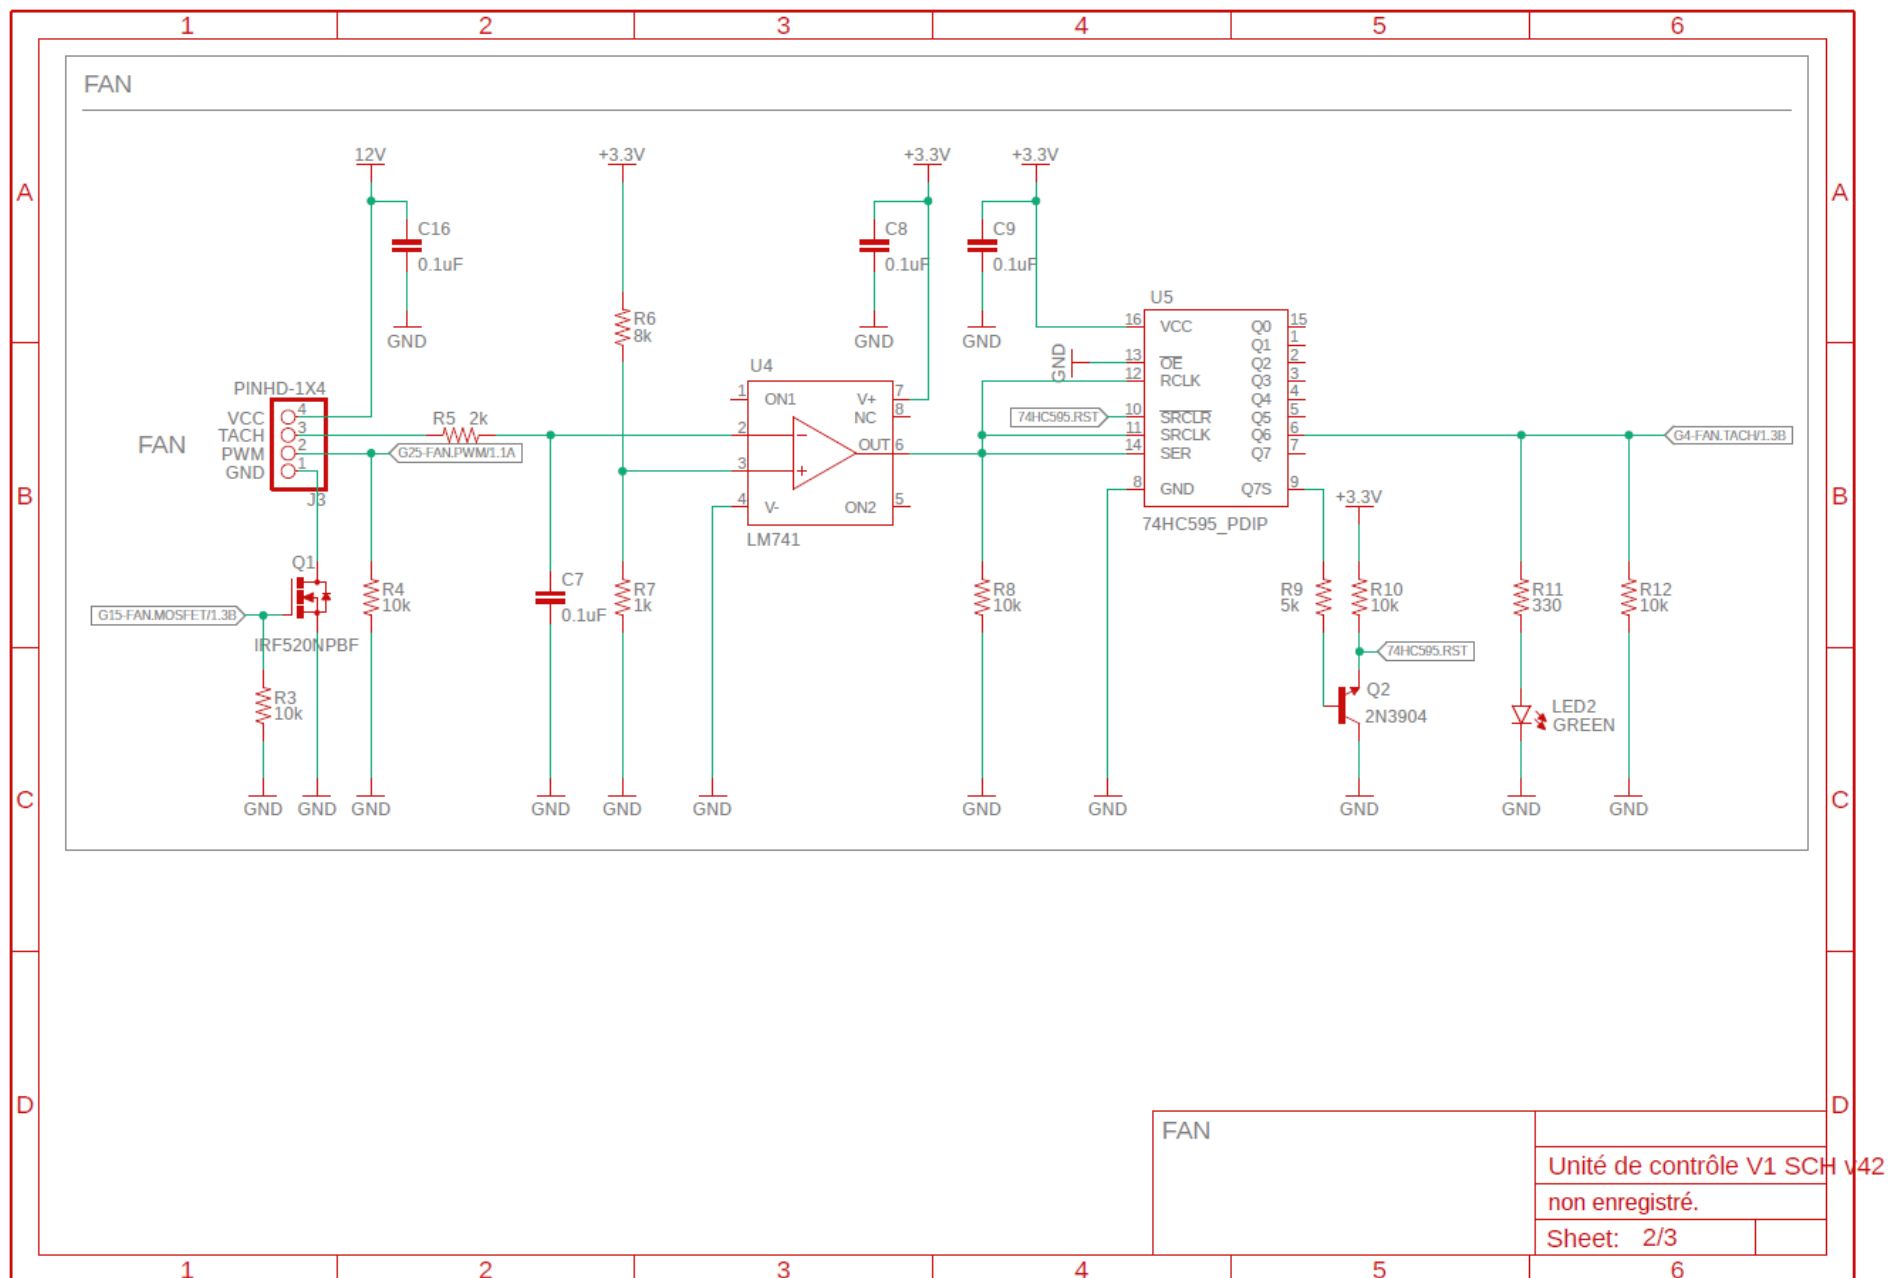 1 2 3 4 5 6
FAN
12V +3.3V +3.3V +3.3V
A A
C16
0.1uF
C8
0.1uF
C9
0.1uF
GND GND GND
R6
8k
U5
16 VCC Q0 15
Q1 1
13 OE Q2 2
12 RCLK Q3 3
Q4 4
10 SRCLR Q5 5
11 SRCLK Q6 6
14 SER Q7 7
8 GND Q7S 9
74HC595_PDIP
GND
74HC595.RST
G4-FAN.TACH/1.3B
U4
1 ON1 V+ 7
NC 8
2 -
OUT 6
3 +
4 V- ON2 5
LM741
PINHD-1X4
VCC 4
TACH 3
PWM 2
GND 1
J3
FAN
R5 2k
G25-FAN.PWM/1.1A
B B
+3.3V
Q1
IRF520NPBF
G15-FAN.MOSFET/1.3B
R4
10k
C7
0.1uF
R7
1k
R8
10k
R9
5k
R10
10k
R11
330
R12
10k
74HC595.RST
R3
10k
Q2
2N3904
LED2
GREEN
C C
GND GND GND GND GND GND GND GND GND GND GND
D D
FAN
Unité de contrôle V1 SCH v42
non enregistré.
Sheet: 2/3
1 2 3 4 5 6